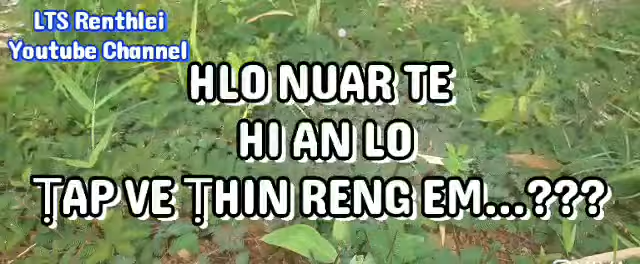 LTS Renthlei
Youtube Channel
HLO NUAR TE
HI AN LO
ṬAP VE ṬHIN RENG EM...???